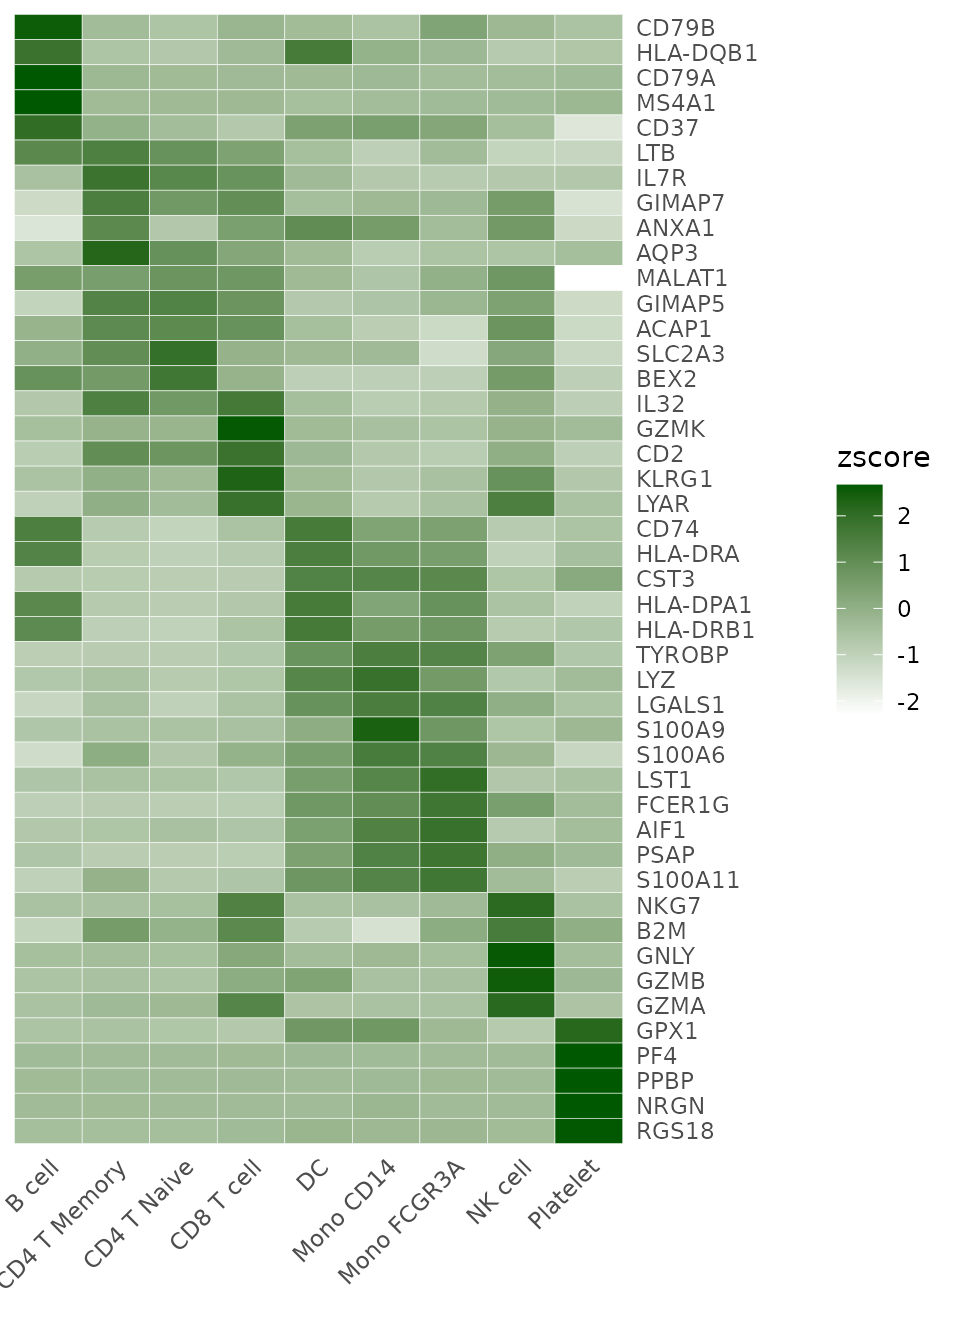 CD79B
HLA-DQB1
CD79A
MS4A1
CD37
LTB
IL7R
GIMAP7
ANXA1
AQP3
MALAT1
GIMAP5
ACAP1
SLC2A3
BEX2
IL32
GZMK
CD2
KLRG1
LYAR
CD74
HLA-DRA
CST3
HLA-DPA1
HLA-DRB1
TYROBP
LYZ
LGALS1
S100A9
S100A6
LST1
FCER1G
AIF1
PSAP
S100A11
NKG7
B2M
GNLY
GZMB
GZMA
GPX1
PF4
PPBP
NRGN
RGS18
B cell
CD4 T Memory
CD4 T Naive
CD8 T cell
DC
Mono CD14
Mono FCGR3A
NK cell
Platelet
zscore
2
1
0
-1
-2